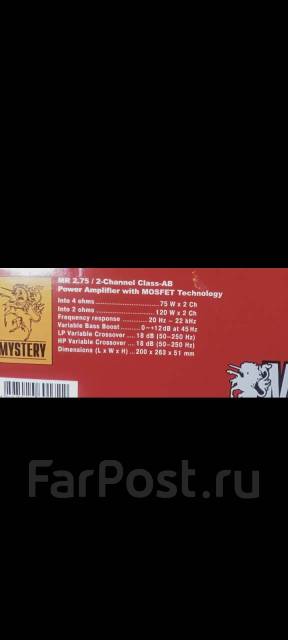 MR 2.75 / 2-Channel Class-AB
Power Amplifier with MOSFET Technology
Into 4 ohms ........................ 75 W x 2 Ch
Into 2 ohms ...................... 120 W x 2 Ch
Frequency response ......... 20 Hz ~ 22 kHz
Variable Bass Boost ....... 0~+12dB at 45Hz
LP Variable Crossover .... 18 dB (50~250 Hz)
HP Variable Crossover .... 18 dB (50~250 Hz)
Dimensions (L x W x H) .. 200 x 263 x 51 mm
MYSTERY
M
FarPost.ru